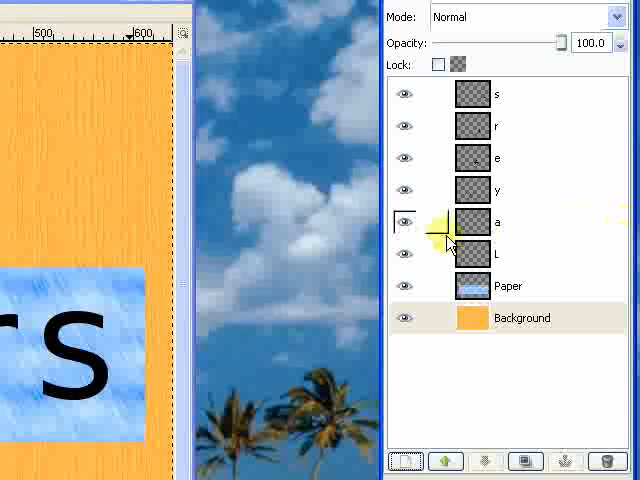 Mode: Normal
500
600
Opacity: 100.0
Lock:
s
r
e
y
a
L
Paper
rs
Background